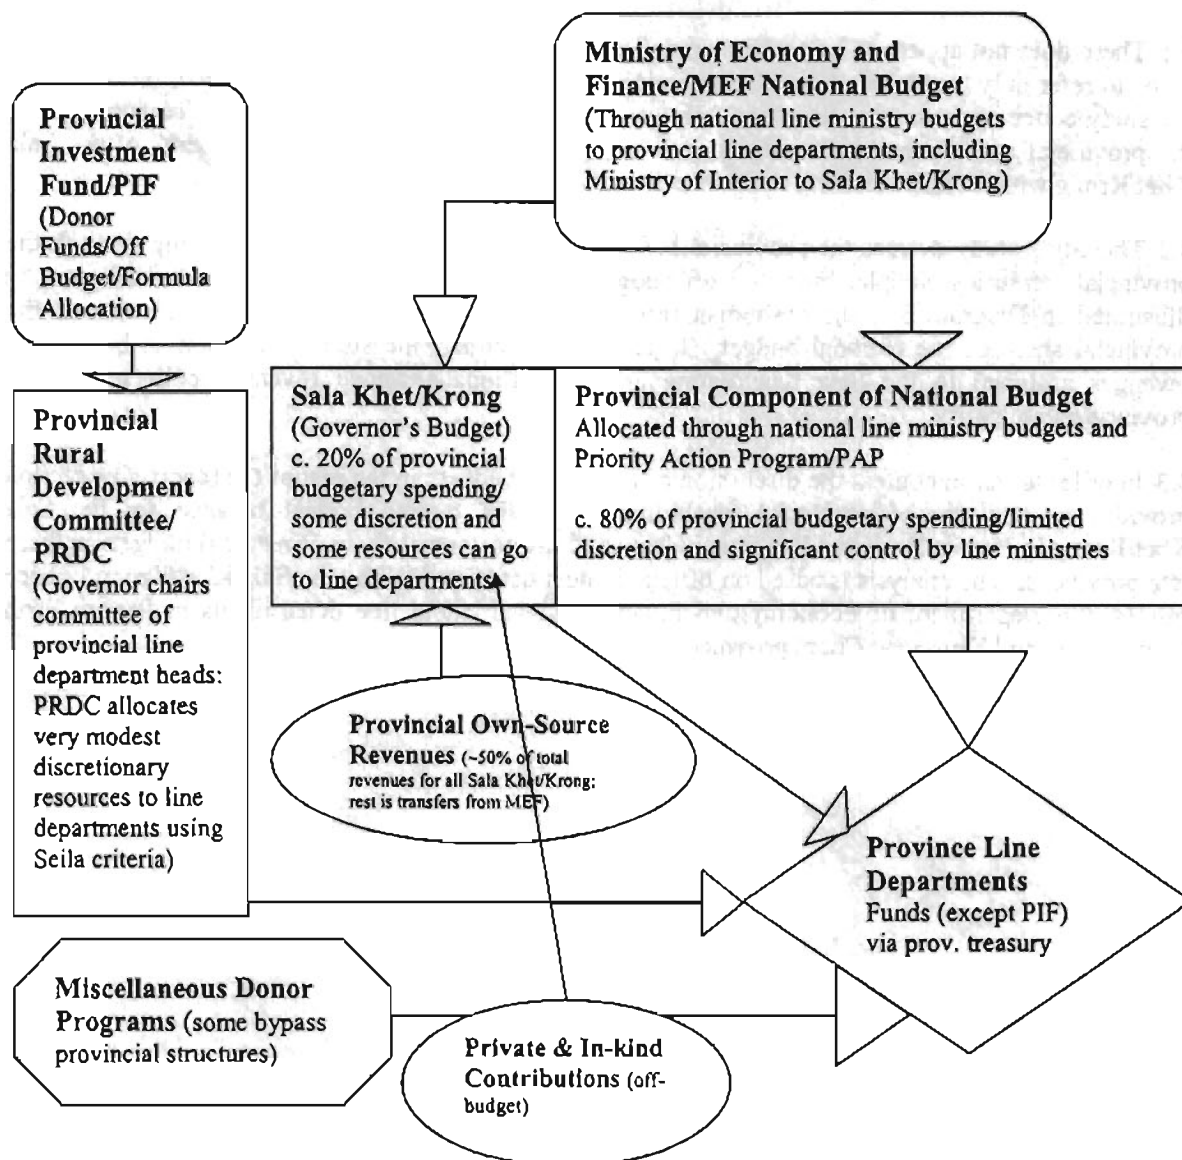 Ministry of Economy and
Finance/MEF National Budget
(Through national line ministry budgets
to provincial line departments, including
Ministry of Interior to Sala Khet/Krong)
Provincial
Investment
Fund/PIF
(Donor
Funds/Off
Budget/Formula
Allocation)
Sala Khet/Krong
(Governor's Budget)
c. 20% of provincial
budgetary spending/
some discretion and
some resources can go
to line departments
Provincial Component of National Budget
Allocated through national line ministry budgets and
Priority Action Program/PAP
c. 80% of provincial budgetary spending/limited
discretion and significant control by line ministries
Provincial
Rural
Development
Committee/
PRDC
(Governor chairs
committee of
provincial line
department heads:
PRDC allocates
very modest
discretionary
resources to line
departments using
Seila criteria)
Provincial Own-Source
Revenues (~50% of total
revenues for all Sala Khet/Krong;
rest is transfers from MEF)
Province Line
Departments
Funds (except PIF)
via prov. treasury
Miscellaneous Donor
Programs (some bypass
provincial structures)
Private & In-kind
Contributions (off-
budget)